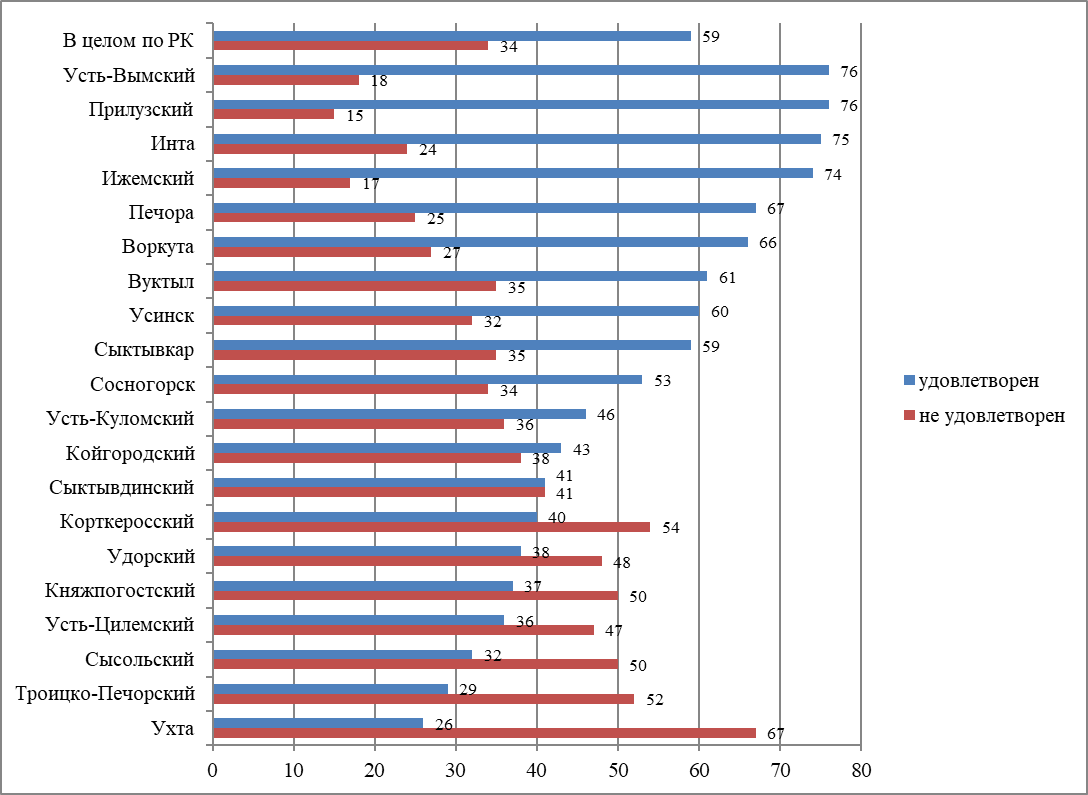 В целом по РК 59
34
Усть-Вымский 76
18
Прилузский 76
15
Инта 75
24
Ижемский 74
17
Печора 67
25
Воркута 66
27
Вуктыл 61
35
Усинск 60
32
Сыктывкар 59
35
Сосногорск 53
34
Усть-Куломский 46
36
Койгородский 43
38
Сыктывдинский 41
41
Корткеросский 40
54
Удорский 38
48
Княжпогостский 37
50
Усть-Цилемский 36
47
Сысольский 32
50
Троицко-Печорский 29
52
Ухта 26
67
0 10 20 30 40 50 60 70 80
удовлетворен
не удовлетворен